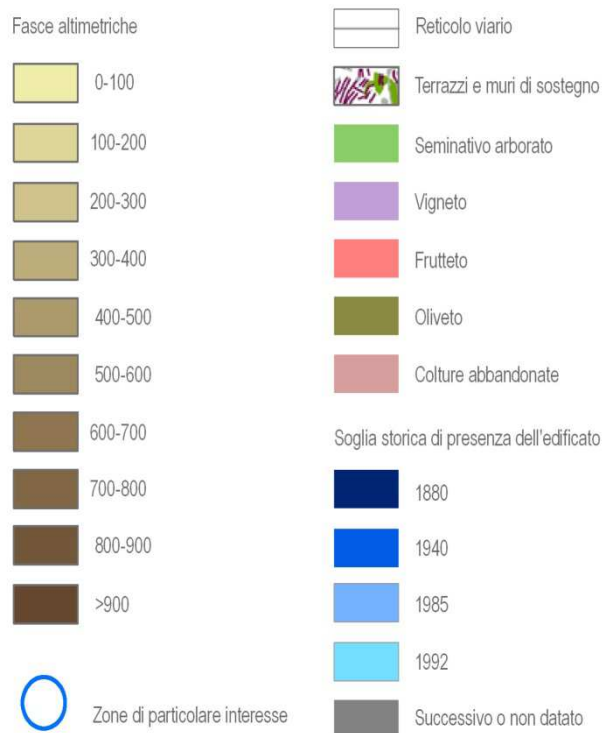 Fasce altimetriche
0-100
100-200
200-300
300-400
400-500
500-600
600-700
700-800
800-900
>900
Zone di particolare interesse
Reticolo viario
Terrazzi e muri di sostegno
Seminativo arborato
Vigneto
Frutteto
Oliveto
Colture abbandonate
Soglia storica di presenza dell'edificato
1880
1940
1985
1992
Successivo o non datato